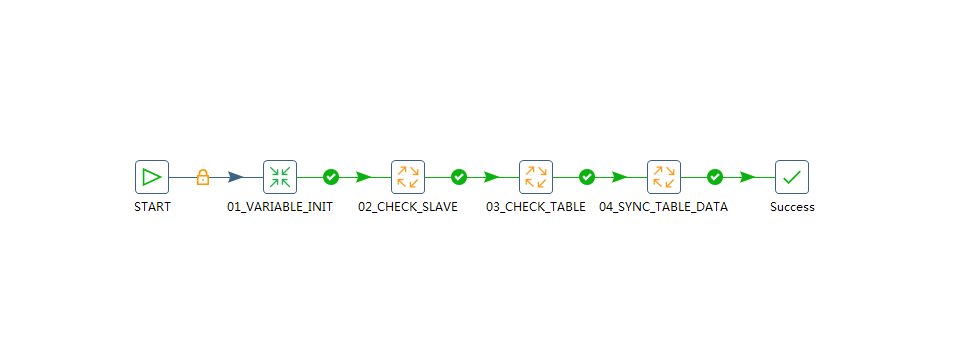 START
01_VARIABLE_INIT
02_CHECK_SLAVE
03_CHECK_TABLE
04_SYNC_TABLE_DATA
Success